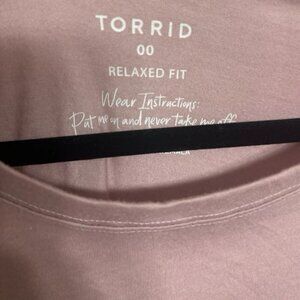 TORRID
00
RELAXED FIT
Wear Instructions:
Put me on and never take me off